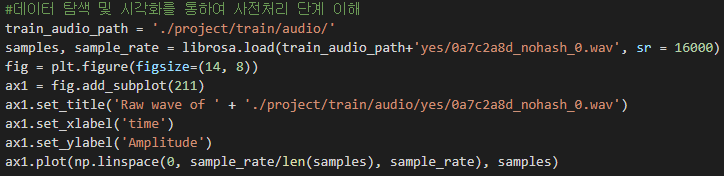 #데이터 탐색 및 시각화를 통하여 사전처리 단계 이해
train_audio_path = './project/train/audio/'
samples, sample_rate = librosa.load(train_audio_path+'yes/0a7c2a8d_nohash_0.wav', sr = 16000)
fig = plt.figure(figsize=(14, 8))
ax1 = fig.add_subplot(211)
ax1.set_title('Raw wave of ' + './project/train/audio/yes/0a7c2a8d_nohash_0.wav')
ax1.set_xlabel('time')
ax1.set_ylabel('Amplitude')
ax1.plot(np.linspace(0, sample_rate/len(samples), sample_rate), samples)